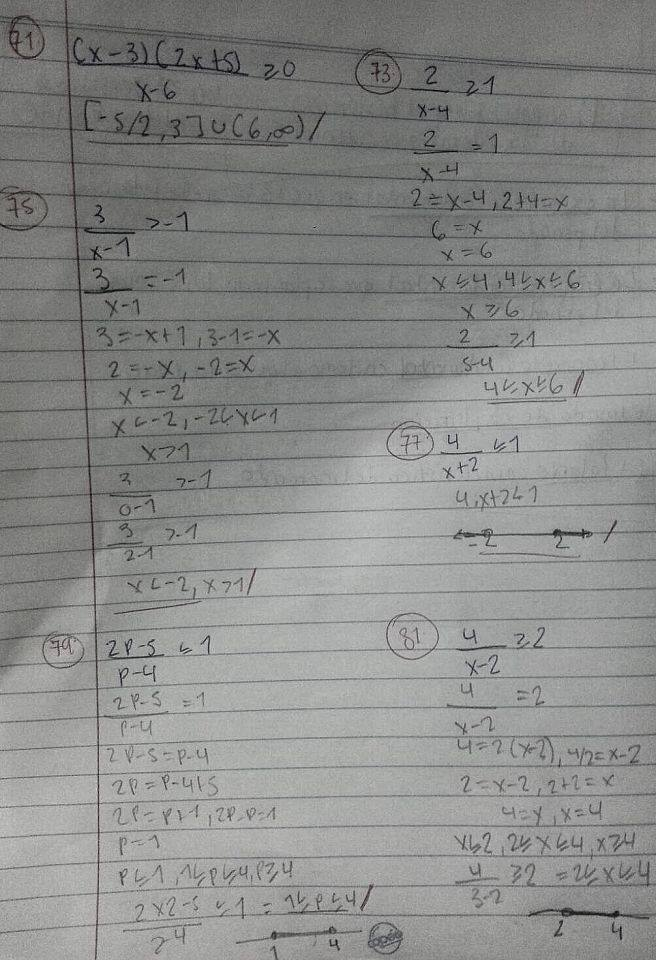 71.
(x-3)(2x+5) ≥0
x-6
[-5/2, 3] ∪ (6, ∞) /
75
3 >-1
x-1
3 =-1
x-1
3=-x+1, 3-1=-x
2=-x, -2=x
x=-2
x<-2, -2<x<1
x>1
3 >-1
0-1
3 >-1
2-1
x<-2, x>1/
79.
2P-5 ≤ 1
P-4
2P-5 =1
P-4
2P-5=P-4
2P=P-4+5
2P=P+1, 2P-P=1
P=1
P≤1, 1≤P≤4, P≥4
2x2-5 ≤1 = 1≤P≤4/
2-4
1 4
73.
2 ≥1
x-4
2 =1
x-4
2=x-4, 2+4=x
6=x
x=6
x≤4, 4≤x≤6
x≥6
2 ≥1
5-4
4≤x≤6/
77.
4 ≤1
x+2
4,x+2<1
-2 2 /
81
4 ≥2
x-2
4 =2
x-2
4=2(x-2), 4/2=x-2
2=x-2, 2+2=x
4=x, x=4
x≤2, 2≤x≤4, x≥4
4 ≥2 =2≤x≤4
3-2
2 4